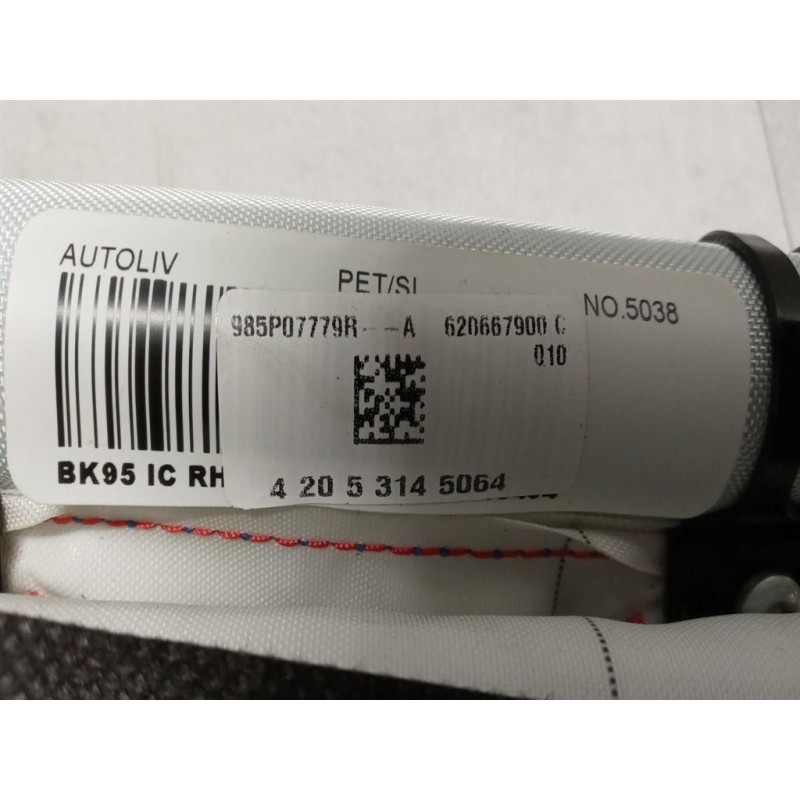 AUTOLIV
PET/SI
NO.5038
985P07779R--A 620667900 C
010
BK95 IC RH
4 20 5 314 5064